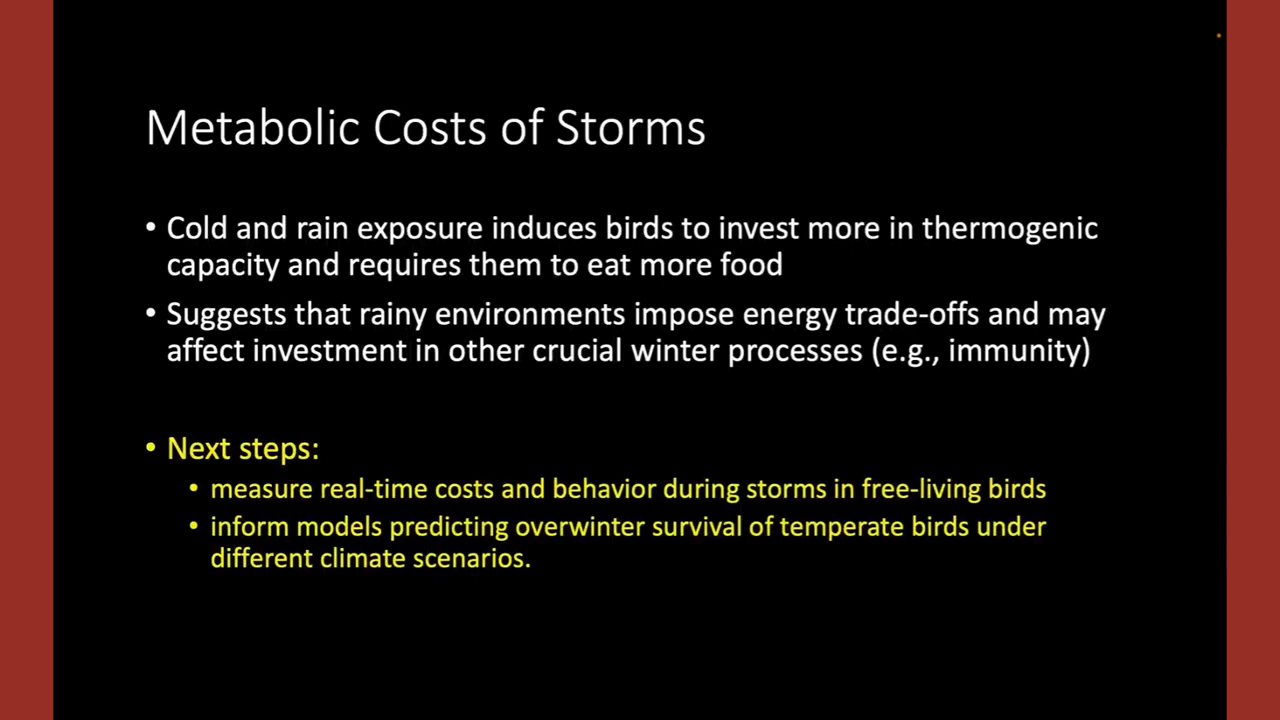 Metabolic Costs of Storms
• Cold and rain exposure induces birds to invest more in thermogenic
capacity and requires them to eat more food
• Suggests that rainy environments impose energy trade-offs and may
affect investment in other crucial winter processes (e.g., immunity)
• Next steps:
• measure real-time costs and behavior during storms in free-living birds
• inform models predicting overwinter survival of temperate birds under
different climate scenarios.